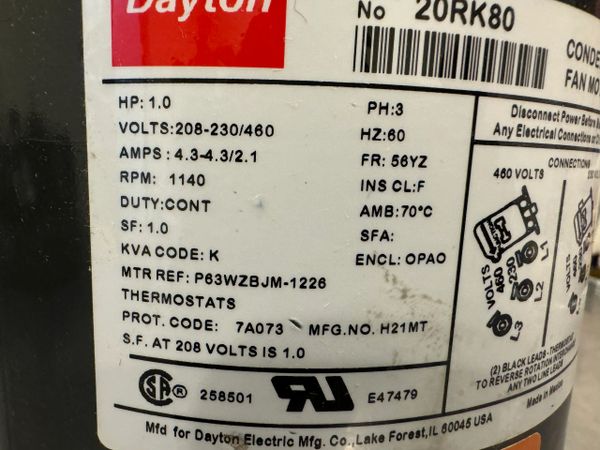 Dayton
No 20RK80
HP: 1.0
VOLTS:208-230/460
AMPS : 4.3-4.3/2.1
RPM: 1140
DUTY:CONT
SF: 1.0
KVA CODE: K
MTR REF: P63WZBJM-1226
THERMOSTATS
PROT. CODE: 7A073 MFG.NO. H21MT
S.F. AT 208 VOLTS IS 1.0
PH:3
HZ:60
FR: 56YZ
INS CL:F
AMB:70°C
SFA:
ENCL: OPAO
FAN
Disconnect Power
Any Electrical Connections
CONNECTIONS
460 VOLTS
VOLTS
460
230
L1
L2
L3
(2) BLACK LEADS - THERMOSTAT
TO REVERSE ROTATION INTERCHANGE
ANY TWO LINE LEADS
Made in Mexico
SA ® 258501 UR E47479
Mfd for Dayton Electric Mfg. Co.,Lake Forest,IL 60045 USA